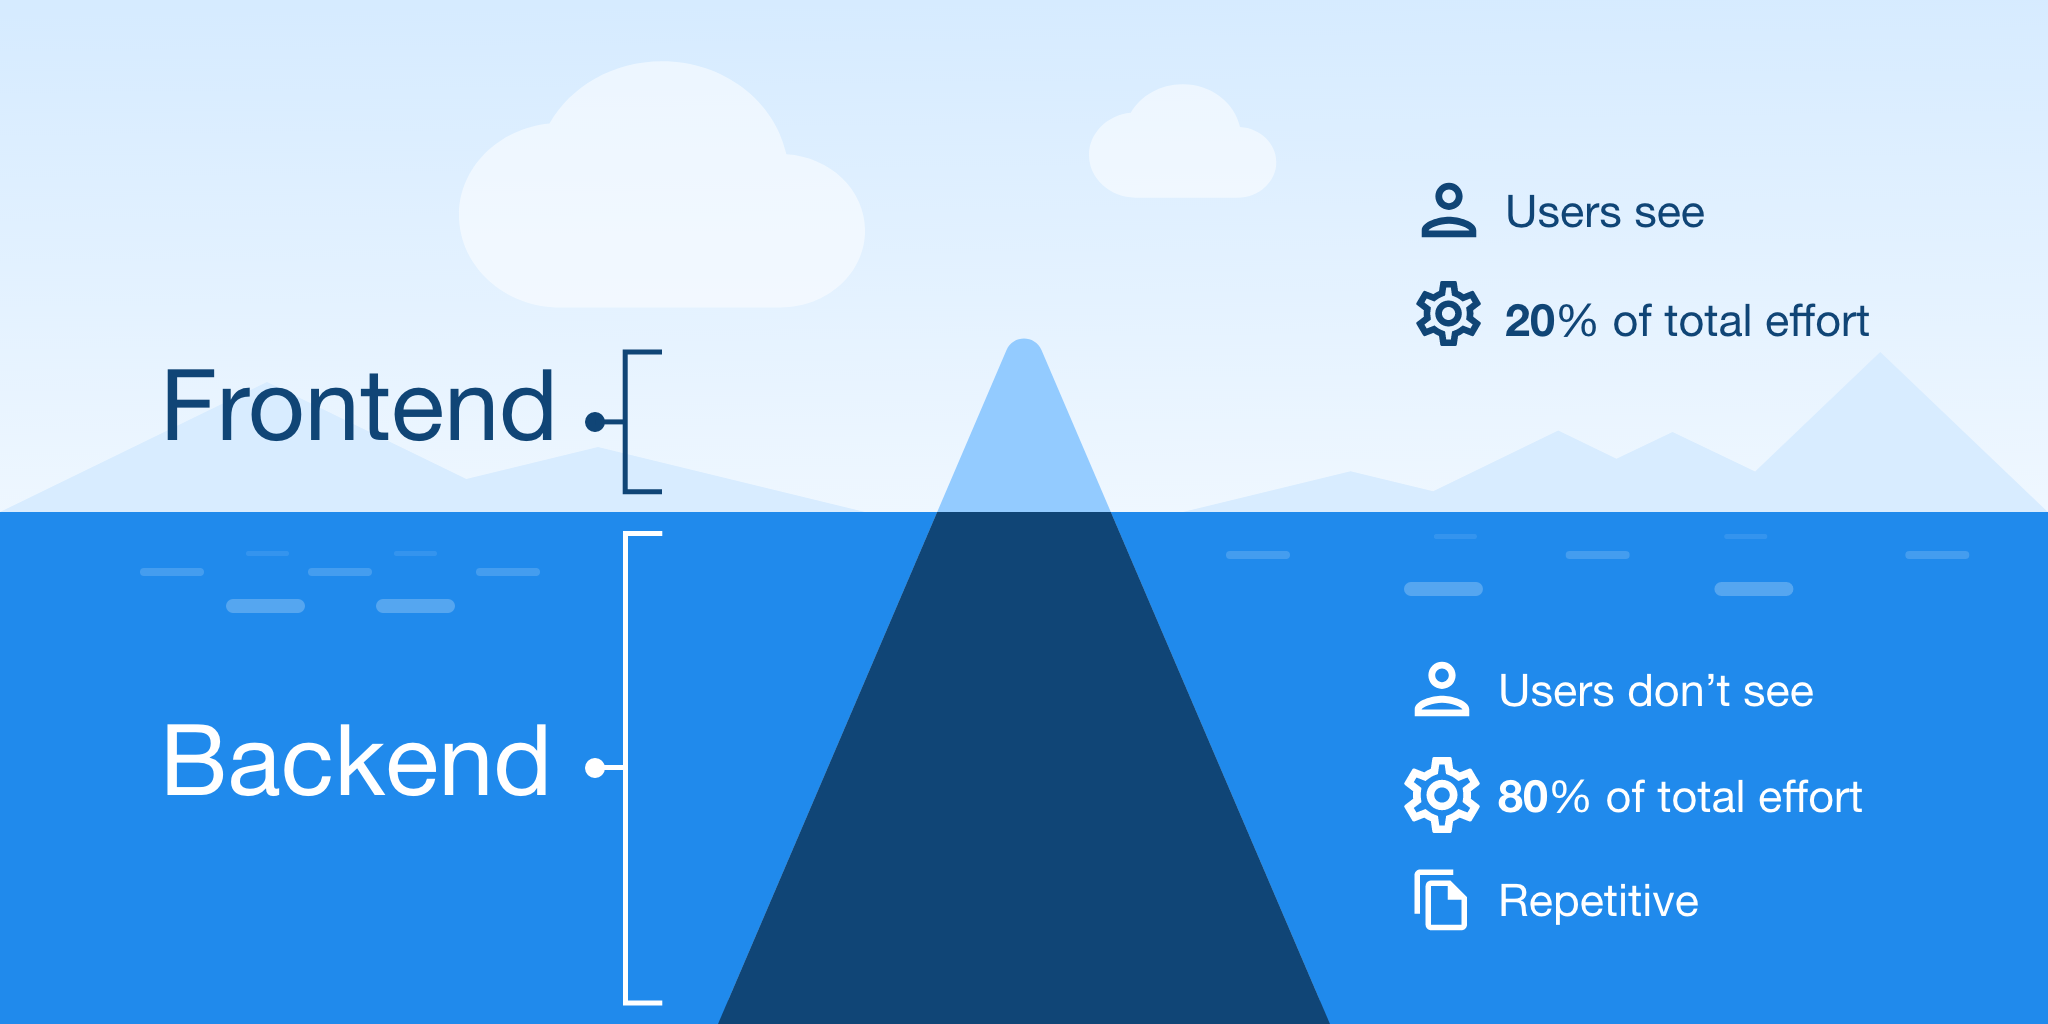 Users see
20% of total effort
Frontend
Backend
Users don’t see
80% of total effort
Repetitive